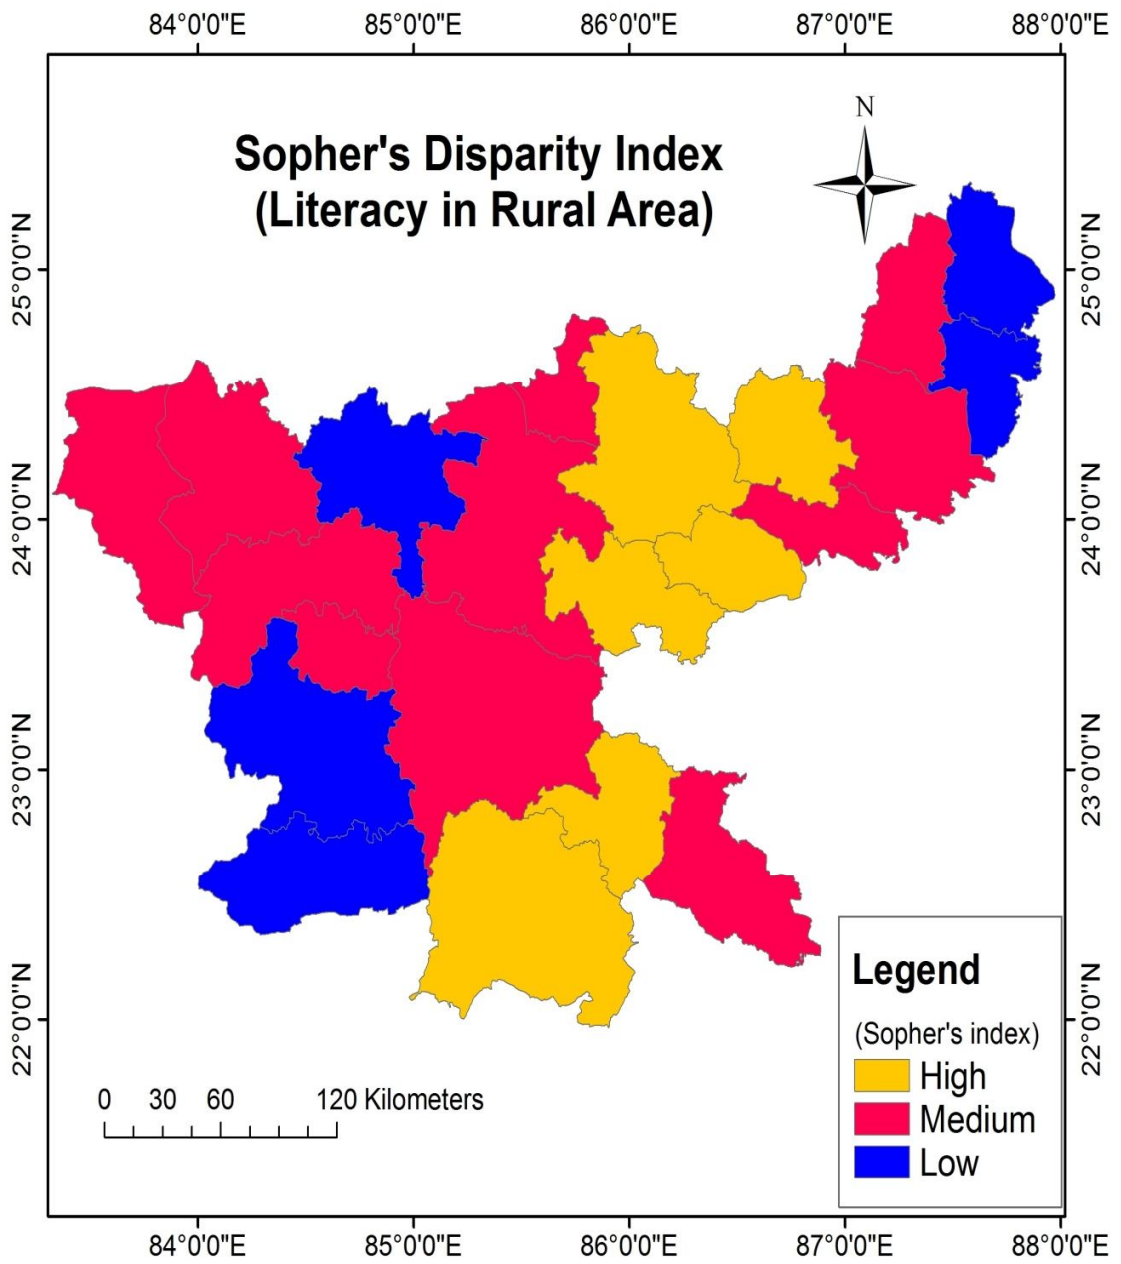 84°0'0"E 85°0'0"E 86°0'0"E 87°0'0"E 88°0'0"E
N
Sopher's Disparity Index
(Literacy in Rural Area)
25°0'0"N 25°0'0"N
24°0'0"N 24°0'0"N
23°0'0"N 23°0'0"N
22°0'0"N 22°0'0"N
Legend
(Sopher's index)
High
Medium
Low
0 30 60 120 Kilometers
84°0'0"E 85°0'0"E 86°0'0"E 87°0'0"E 88°0'0"E